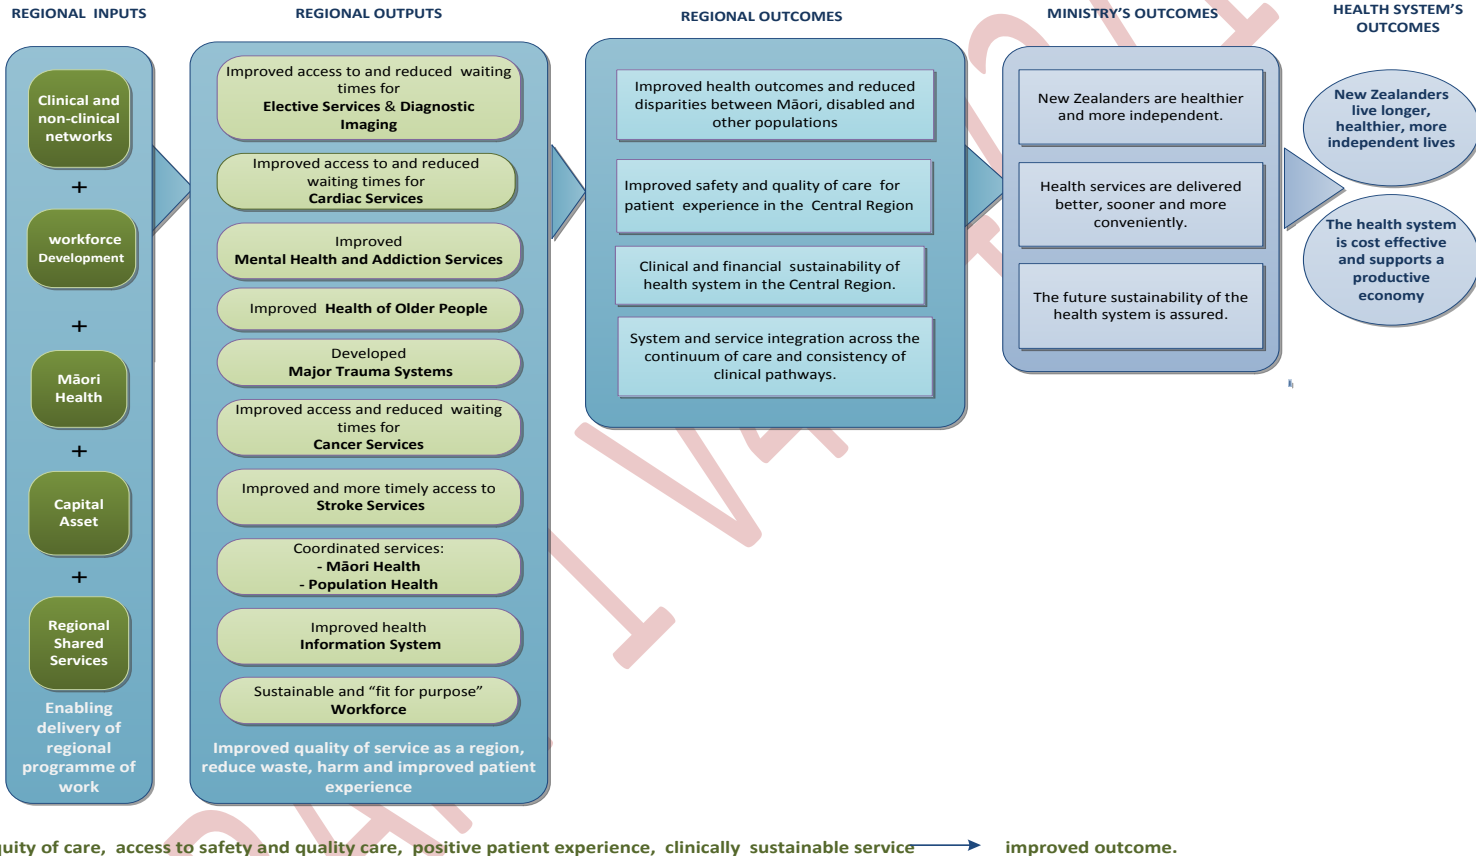 REGIONAL INPUTS
Clinical and
non-clinical
networks
+
workforce
Development
+
Māori
Health
+
Capital
Asset
+
Regional
Shared
Services
Enabling
delivery of
regional
programme of
work
REGIONAL OUTPUTS
Improved access to and reduced waiting
times for
Elective Services & Diagnostic
Imaging
Improved access to and reduced
waiting times for
Cardiac Services
Improved
Mental Health and Addiction Services
Improved Health of Older People
Developed
Major Trauma Systems
Improved access and reduced waiting
times for
Cancer Services
Improved and more timely access to
Stroke Services
Coordinated services:
- Māori Health
- Population Health
Improved health
Information System
Sustainable and “fit for purpose”
Workforce
Improved quality of service as a region,
reduce waste, harm and improved patient
experience
REGIONAL OUTCOMES
Improved health outcomes and reduced
disparities between Māori, disabled and
other populations
Improved safety and quality of care for
patient experience in the Central Region
Clinical and financial sustainability of
health system in the Central Region.
System and service integration across the
continuum of care and consistency of
clinical pathways.
MINISTRY’S OUTCOMES
New Zealanders are healthier
and more independent.
Health services are delivered
better, sooner and more
conveniently.
The future sustainability of the
health system is assured.
HEALTH SYSTEM’S
OUTCOMES
New Zealanders
live longer,
healthier, more
independent lives
The health system
is cost effective
and supports a
productive
economy
quity of care, access to safety and quality care, positive patient experience, clinically sustainable service improved outcome.